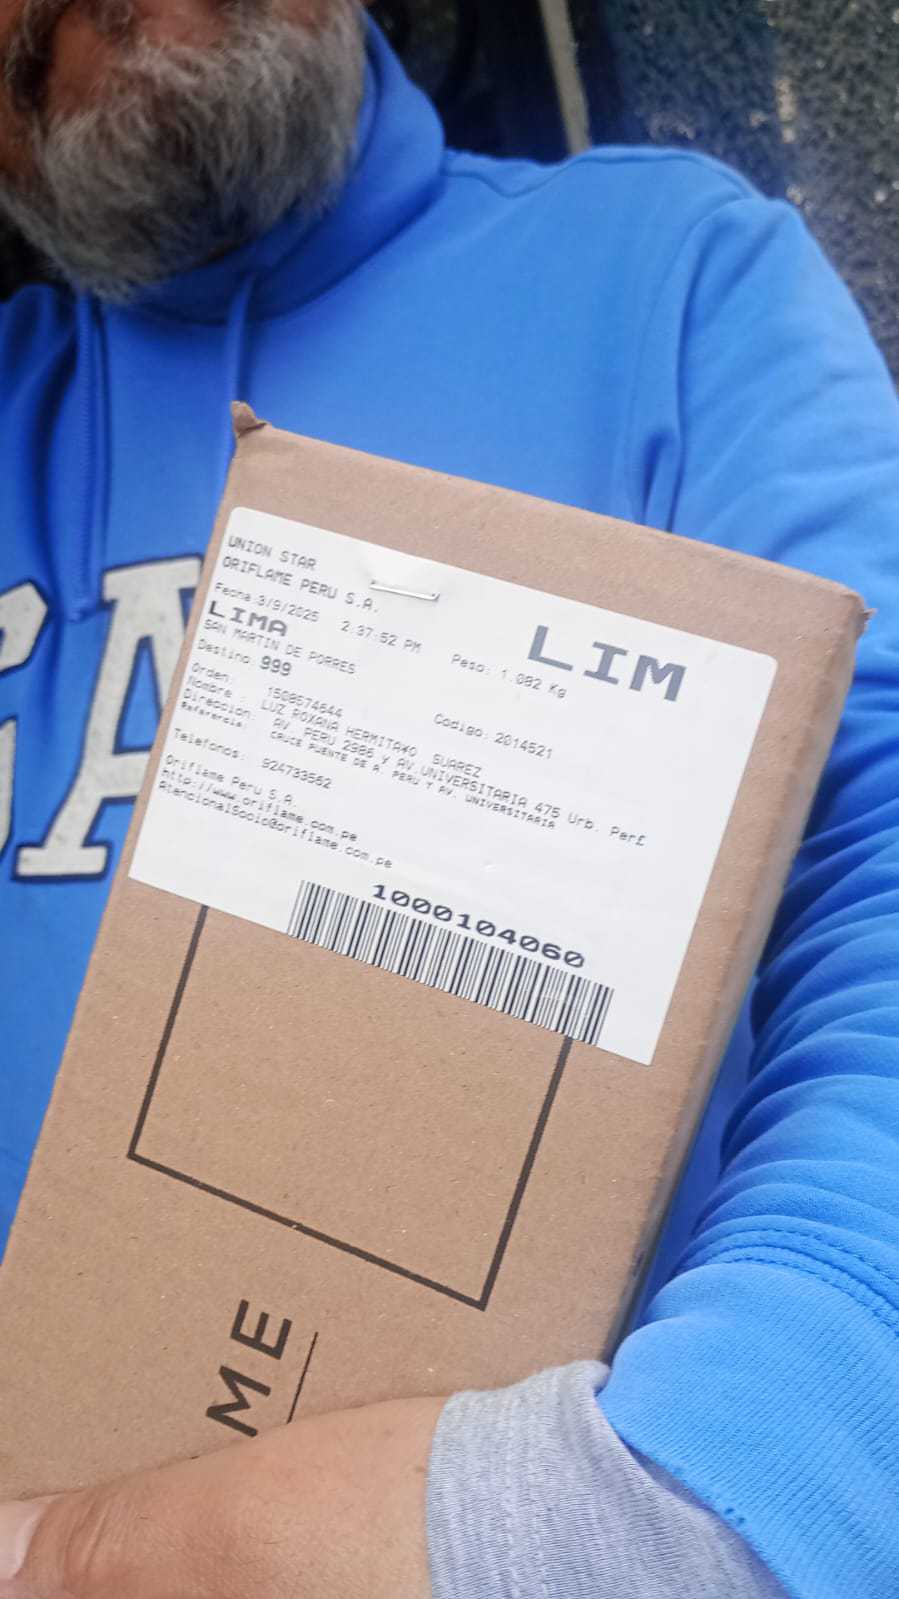 UNION STAR
ORIFLAME PERU S.A.
Fecha:3/9/2025 2:37:52 PM Peso: 1.082 Kg
LIM
LIMA
SAN MARTIN DE PORRES
Destino: 999
Orden: 1508574544 Codigo: 2014521
Nombre : LUZ ROXANA HERMITAÑO SUAREZ
Direccion: AV PERU 2986 Y AV.UNIVERSITARIA 475 Urb. Per£
Referencia: CRUCE PUENTE DE A. PERU Y AV. UNIVERSITARIA
Telefonos: 924733562
Oriflame Peru S.A.
http://www.oriflame.com.pe
AtencionalSocio@oriflame.com.pe
1000104060
ME